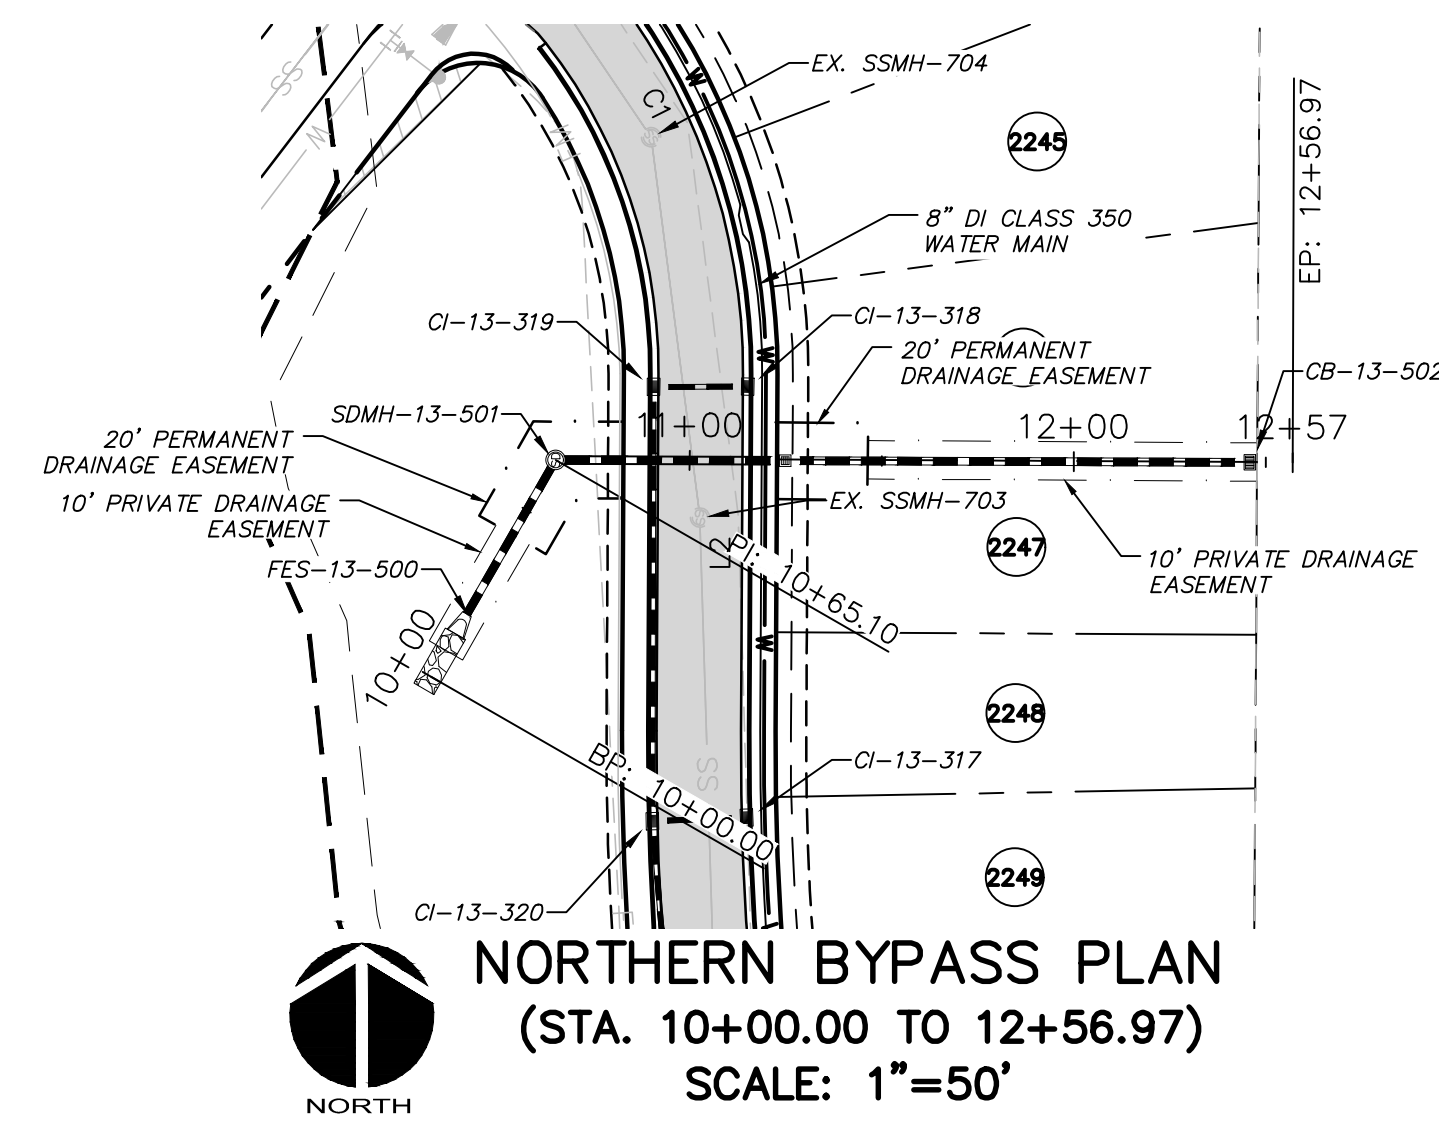 EX. SSMH-704
C1
SS
W
W
W
2245
EP: 12+56.97
8" DI CLASS 350
WATER MAIN
CI-13-319
CI-13-318
20' PERMANENT
DRAINAGE EASEMENT
W
CB-13-502
SDMH-13-501
11+00
12+00
12+57
20' PERMANENT
DRAINAGE EASEMENT
10' PRIVATE DRAINAGE
EASEMENT
EX. SSMH-703
L2
2247
10' PRIVATE DRAINAGE
EASEMENT
FES-13-500
PI: 10+65.10
10+00
W
2248
SS
BP: 10+00.00
CI-13-317
2249
CI-13-320
NORTHERN BYPASS PLAN
(STA. 10+00.00 TO 12+56.97)
SCALE: 1"=50'
NORTH